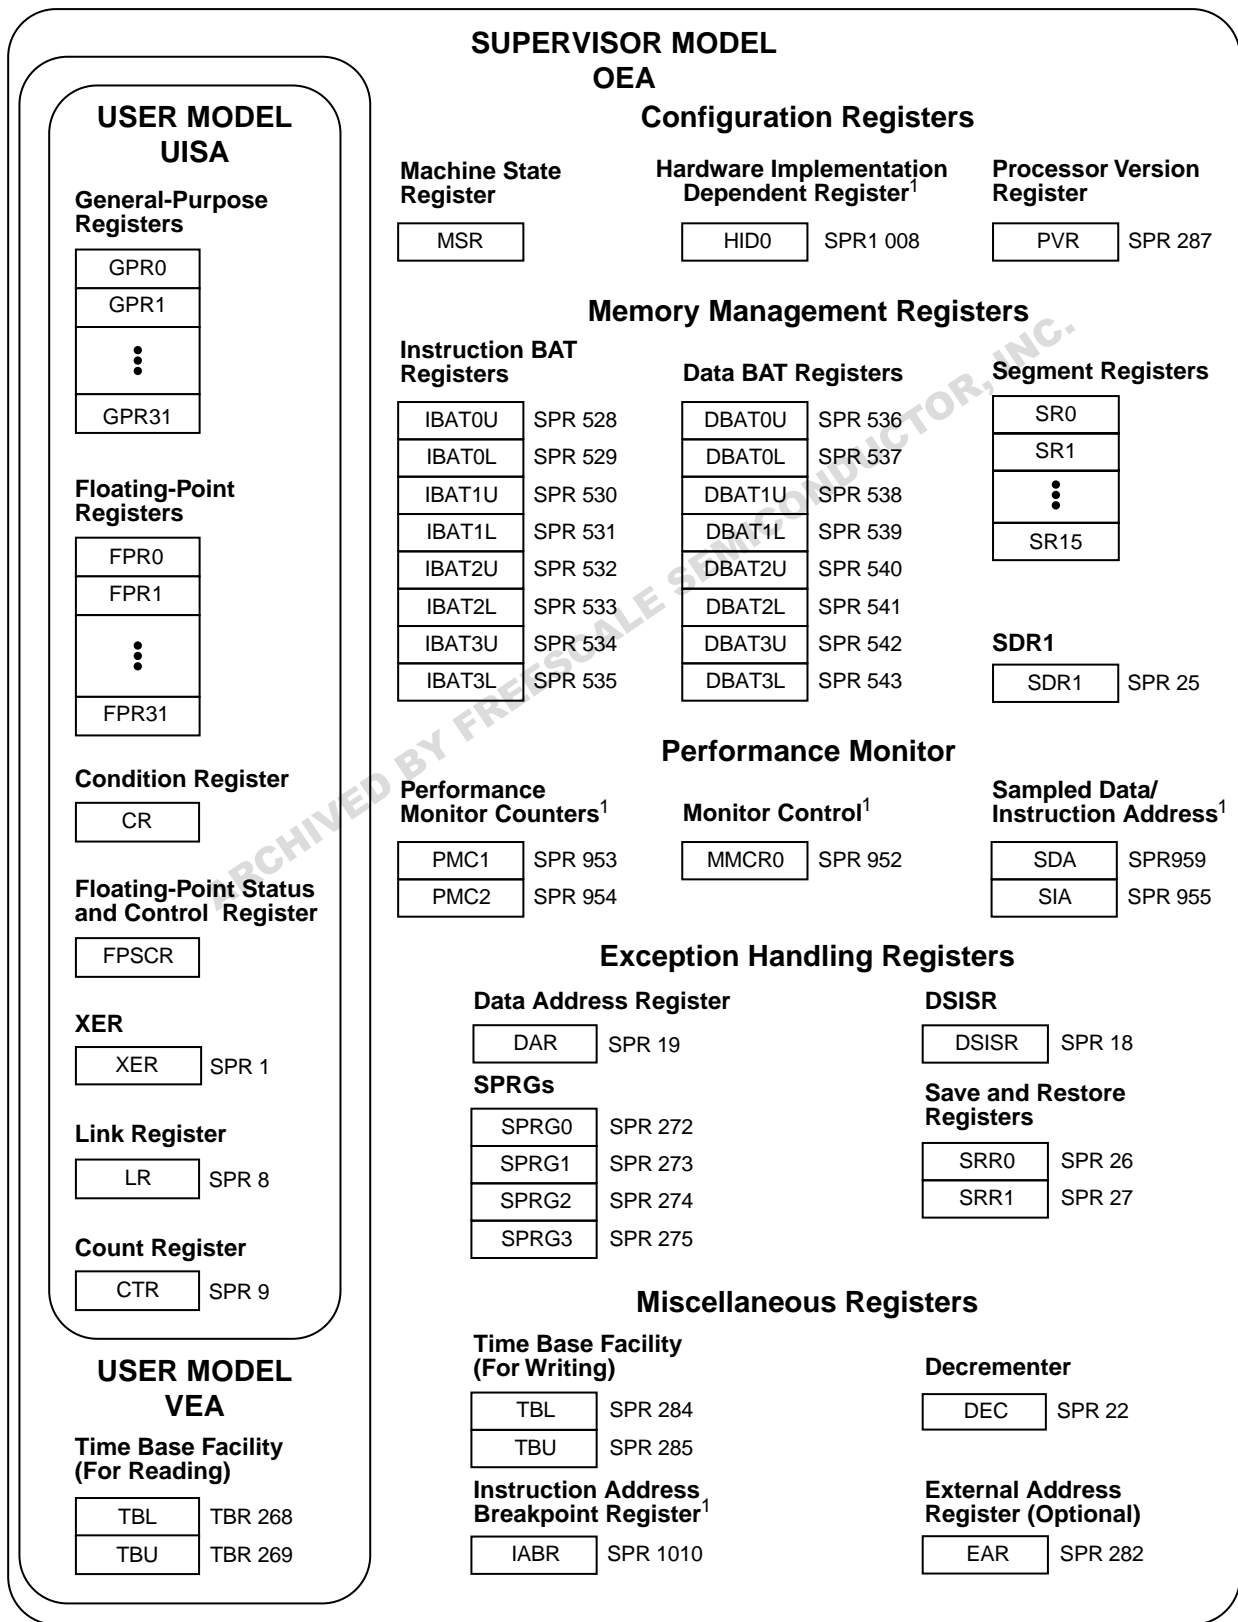 SUPERVISOR MODEL
OEA
USER MODEL
UISA
General-Purpose
Registers
GPR0
GPR1
GPR31
Floating-Point
Registers
FPR0
FPR1
FPR31
Condition Register
CR
Floating-Point Status
and Control Register
FPSCR
XER
XER SPR 1
Link Register
LR SPR 8
Count Register
CTR SPR 9
USER MODEL
VEA
Time Base Facility
(For Reading)
TBL TBR 268
TBU TBR 269
Configuration Registers
Machine State
Register
MSR
Hardware Implementation
Dependent Register1
HID0 SPR1 008
Processor Version
Register
PVR SPR 287
Memory Management Registers
Instruction BAT
Registers
IBAT0U SPR 528
IBAT0L SPR 529
IBAT1U SPR 530
IBAT1L SPR 531
IBAT2U SPR 532
IBAT2L SPR 533
IBAT3U SPR 534
IBAT3L SPR 535
Data BAT Registers
DBAT0U SPR 536
DBAT0L SPR 537
DBAT1U SPR 538
DBAT1L SPR 539
DBAT2U SPR 540
DBAT2L SPR 541
DBAT3U SPR 542
DBAT3L SPR 543
Segment Registers
SR0
SR1
SR15
SDR1
SDR1 SPR 25
Performance Monitor
Performance
Monitor Counters1
PMC1 SPR 953
PMC2 SPR 954
Monitor Control1
MMCR0 SPR 952
Sampled Data/
Instruction Address1
SDA SPR959
SIA SPR 955
Exception Handling Registers
Data Address Register
DAR SPR 19
SPRGs
SPRG0 SPR 272
SPRG1 SPR 273
SPRG2 SPR 274
SPRG3 SPR 275
DSISR
DSISR SPR 18
Save and Restore
Registers
SRR0 SPR 26
SRR1 SPR 27
Miscellaneous Registers
Time Base Facility
(For Writing)
TBL SPR 284
TBU SPR 285
Decrementer
DEC SPR 22
Instruction Address
Breakpoint Register1
IABR SPR 1010
External Address
Register (Optional)
EAR SPR 282
ARCHIVED BY FREESCALE SEMICONDUCTOR, INC.